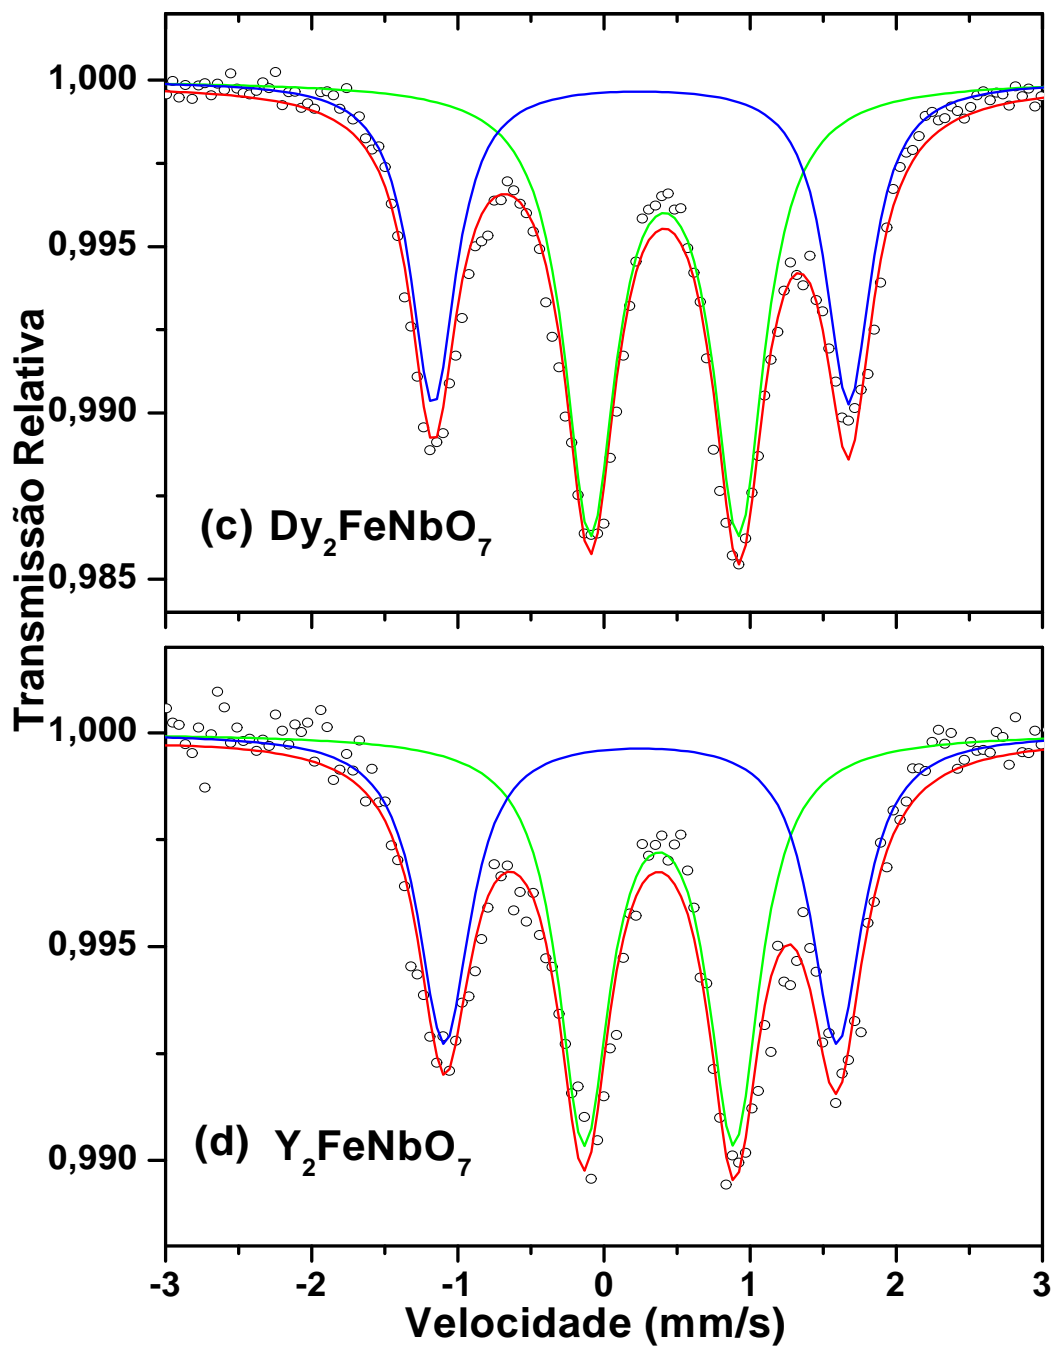 Transmissão Relativa
1,000
0,995
0,990
0,985
(c) Dy2FeNbO7
1,000
0,995
0,990
(d) Y2FeNbO7
-3 -2 -1 0 1 2 3
Velocidade (mm/s)